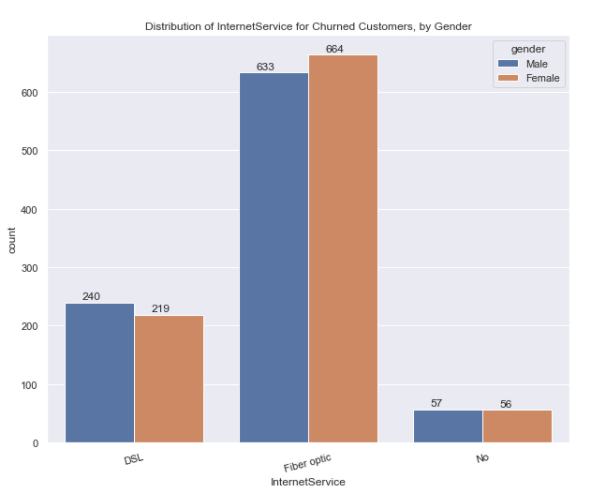 Distribution of InternetService for Churned Customers, by Gender
gender
Male
Female
664
633
600
500
400
300
240
219
200
100
57
56
0
count
DSL
Fiber optic
No
InternetService